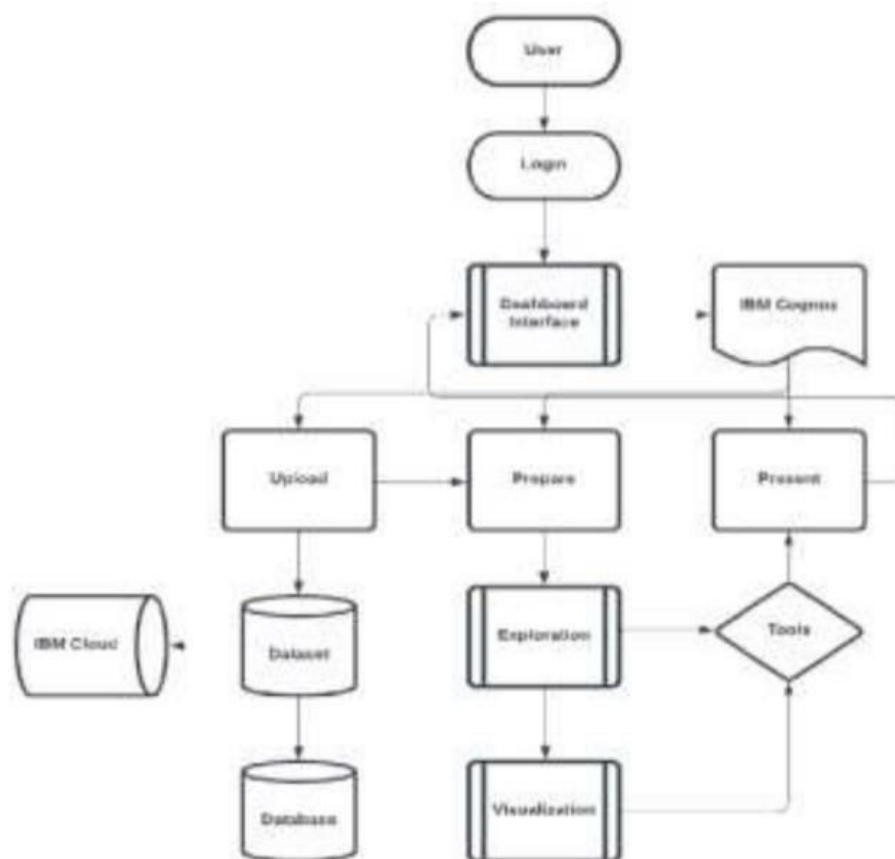 User
Login
Dashboard
Interface
IBM Cognos
Upload
Prepare
Present
IBM Cloud
Dataset
Exploration
Tools
Database
Visualization